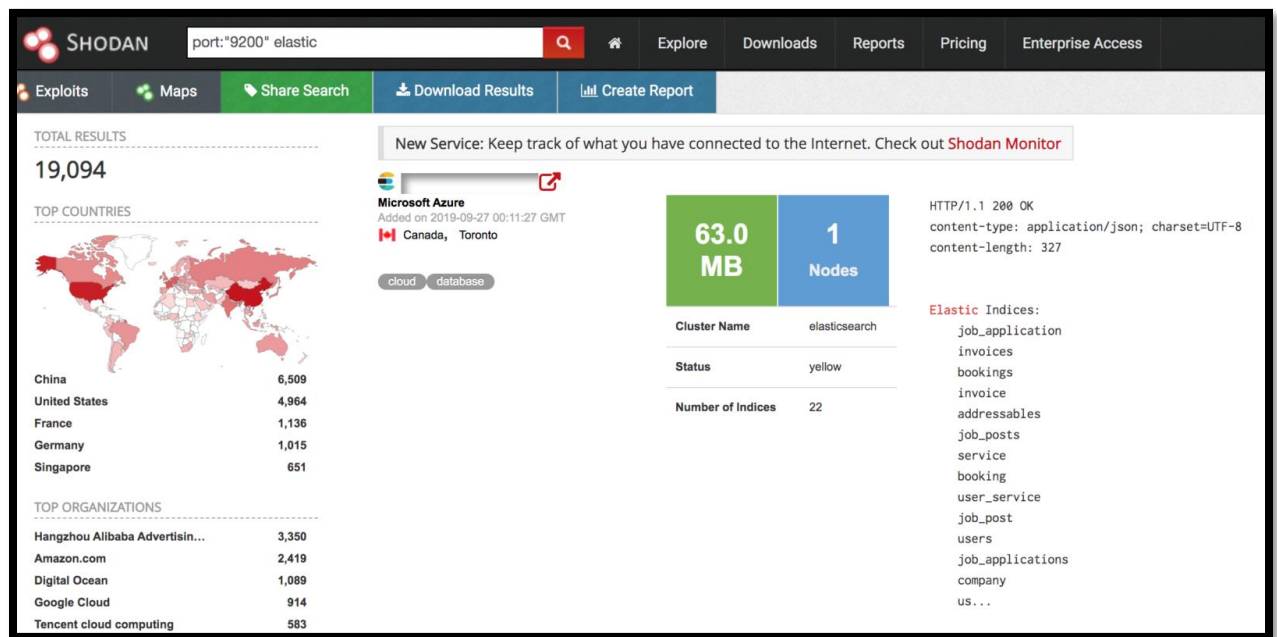 SHODAN
port:"9200" elastic
Explore
Downloads
Reports
Pricing
Enterprise Access
Exploits
Maps
Share Search
Download Results
Create Report
TOTAL RESULTS
19,094
TOP COUNTRIES
China 6,509
United States 4,964
France 1,136
Germany 1,015
Singapore 651
TOP ORGANIZATIONS
Hangzhou Alibaba Advertisin... 3,350
Amazon.com 2,419
Digital Ocean 1,089
Google Cloud 914
Tencent cloud computing 583
New Service: Keep track of what you have connected to the Internet. Check out Shodan Monitor
Microsoft Azure
Added on 2019-09-27 00:11:27 GMT
Canada, Toronto
cloud database
63.0
MB
1
Nodes
Cluster Name elasticsearch
Status yellow
Number of Indices 22
HTTP/1.1 200 OK
content-type: application/json; charset=UTF-8
content-length: 327
Elastic Indices:
job_application
invoices
bookings
invoice
addressables
job_posts
service
booking
user_service
job_post
users
job_applications
company
us...